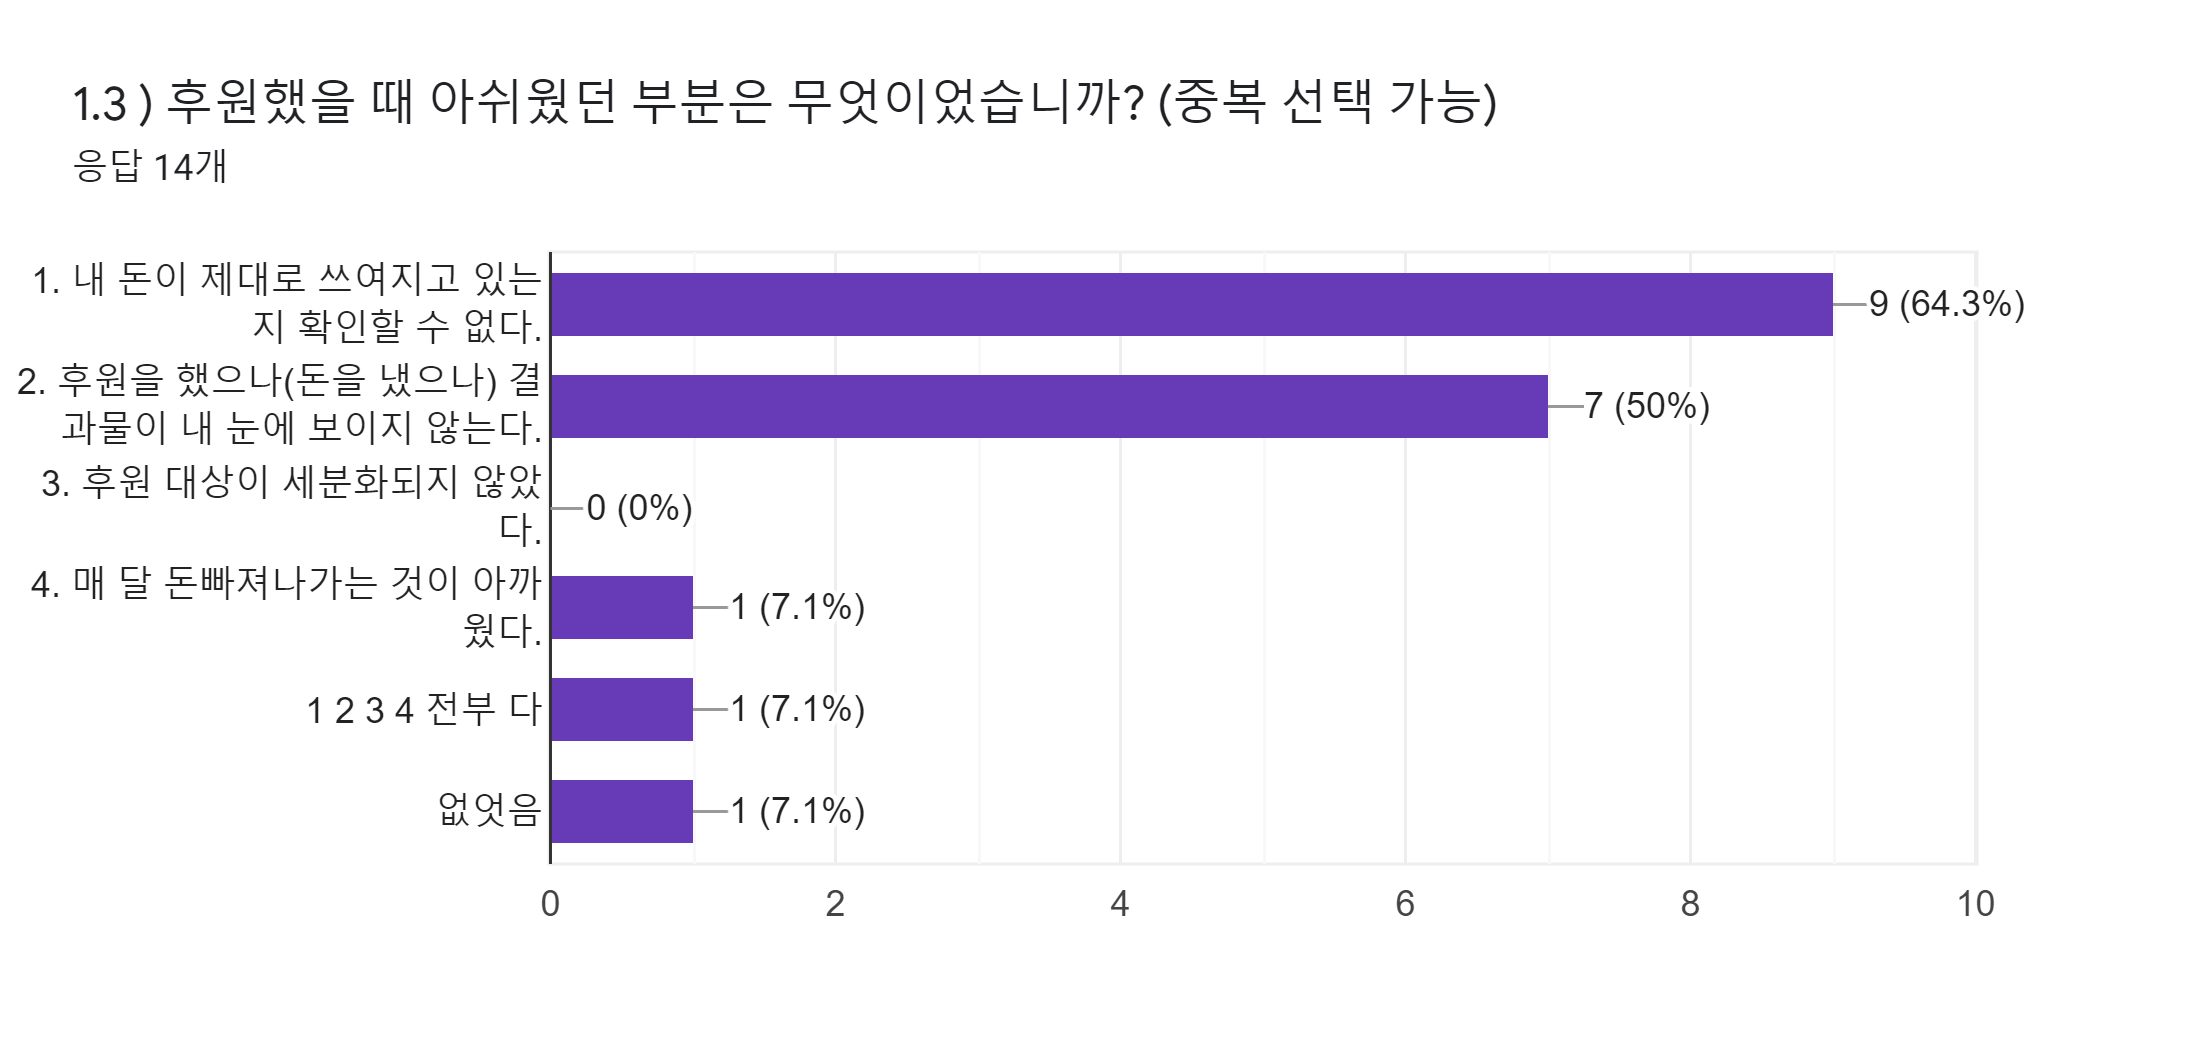 1.3 ) 후원했을 때 아쉬웠던 부분은 무엇이었습니까? (중복 선택 가능)
응답 14개
1. 내 돈이 제대로 쓰여지고 있는
지 확인할 수 없다.
9 (64.3%)
2. 후원을 했으나(돈을 냈으나) 결
과물이 내 눈에 보이지 않는다.
7 (50%)
3. 후원 대상이 세분화되지 않았
다.
0 (0%)
4. 매 달 돈빠져나가는 것이 아까
웠다.
1 (7.1%)
1 2 3 4 전부 다
1 (7.1%)
없엇음
1 (7.1%)
0 2 4 6 8 10